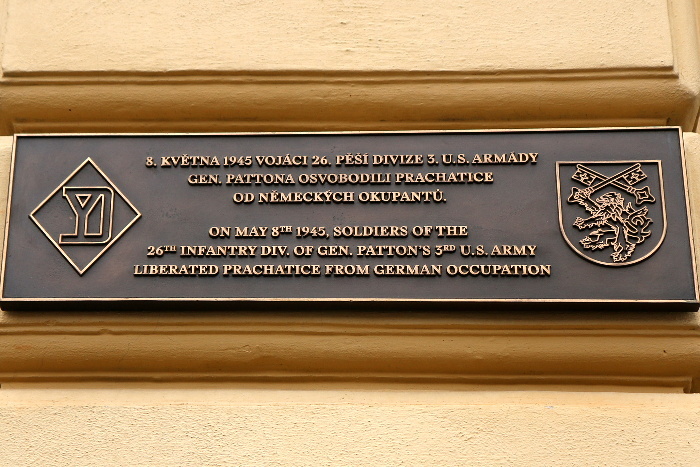 YD
8. KVĚTNA 1945 VOJÁCI 26. PĚŠÍ DIVIZE 3. U.S. ARMÁDY
GEN. PATTONA OSVOBODILI PRACHATICE
OD NĚMECKÝCH OKUPANTŮ.
ON MAY 8TH 1945, SOLDIERS OF THE
26TH INFANTRY DIV. OF GEN. PATTON'S 3RD U.S. ARMY
LIBERATED PRACHATICE FROM GERMAN OCCUPATION